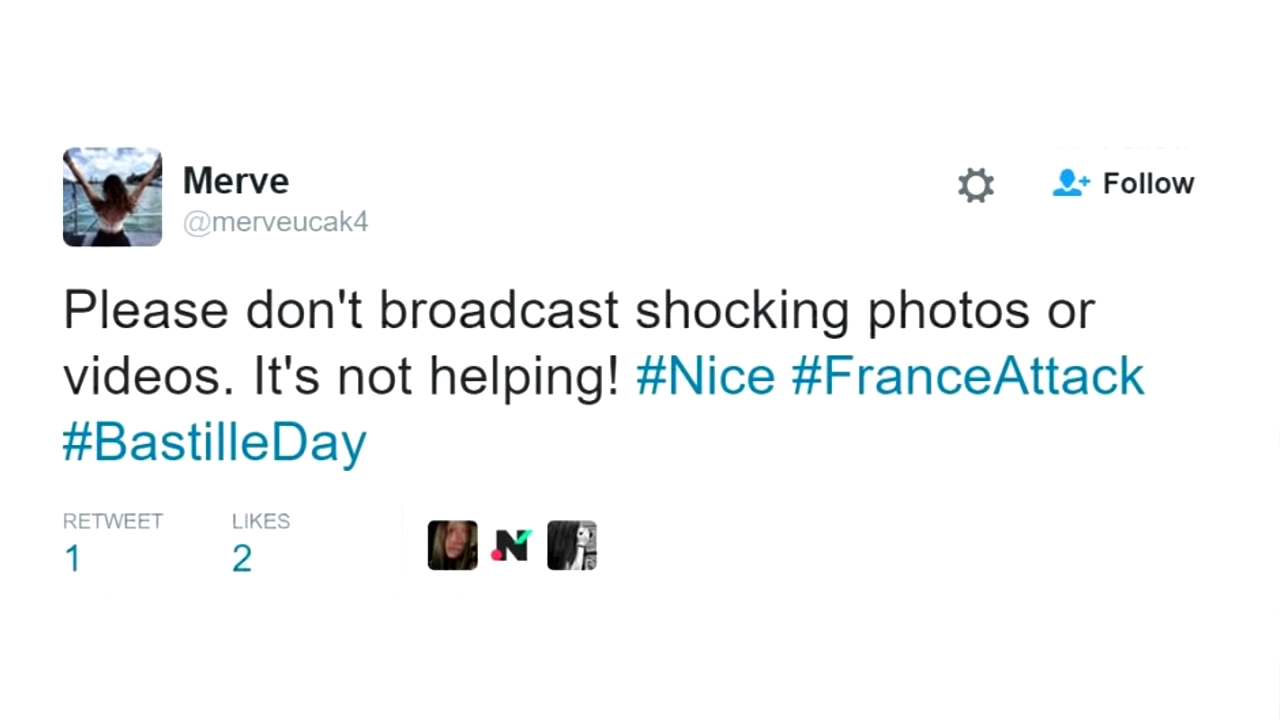 Merve
@merveucak4
Follow
Please don't broadcast shocking photos or
videos. It's not helping! #Nice #FranceAttack
#BastilleDay
RETWEET LIKES
1 2
N